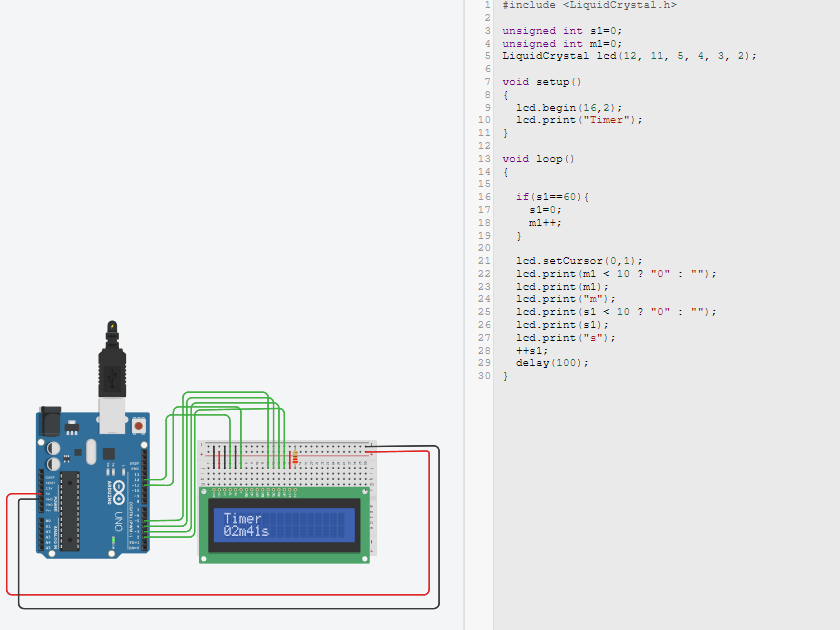 1 #include <LiquidCrystal.h>
2
3 unsigned int s1=0;
4 unsigned int m1=0;
5 LiquidCrystal lcd(12, 11, 5, 4, 3, 2);
6
7 void setup()
8 {
9   lcd.begin(16,2);
10   lcd.print("Timer");
11 }
12
13 void loop()
14 {
15
16   if(s1==60){
17     s1=0;
18     m1++;
19   }
20
21   lcd.setCursor(0,1);
22   lcd.print(m1 < 10 ? "0" : "");
23   lcd.print(m1);
24   lcd.print("m");
25   lcd.print(s1 < 10 ? "0" : "");
26   lcd.print(s1);
27   lcd.print("s");
28   ++s1;
29   delay(100);
30 }
ARDUINO
UNO
Timer
02m41s